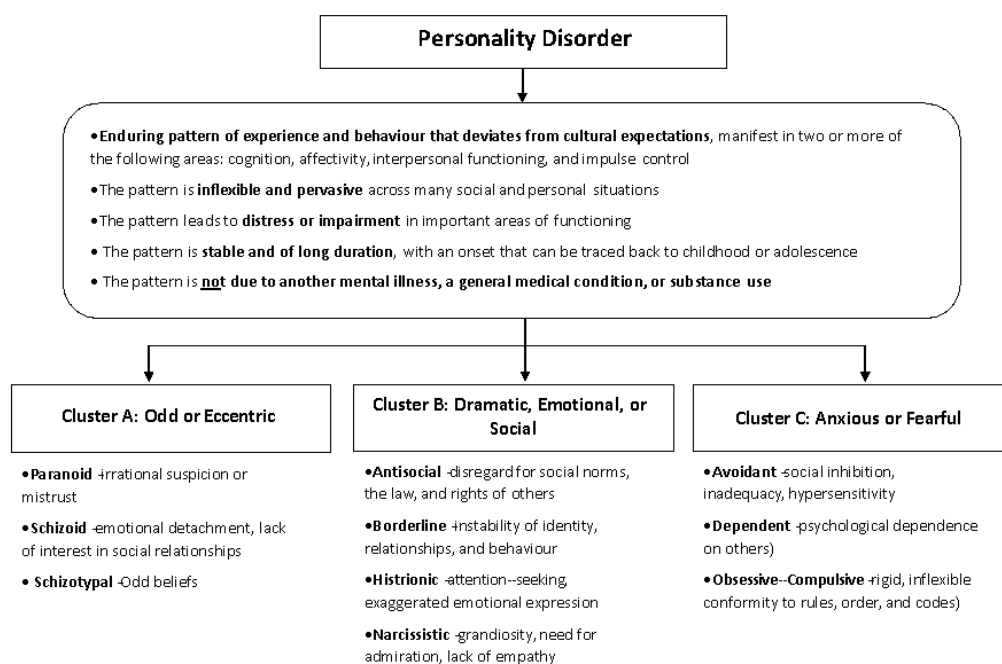 Personality Disorder
•Enduring pattern of experience and behaviour that deviates from cultural expectations, manifest in two or more of
the following areas: cognition, affectivity, interpersonal functioning, and impulse control
•The pattern is inflexible and pervasive across many social and personal situations
•The pattern leads to distress or impairment in important areas of functioning
• The pattern is stable and of long duration, with an onset that can be traced back to childhood or adolescence
• The pattern is not due to another mental illness, a general medical condition, or substance use
Cluster A: Odd or Eccentric
•Paranoid -irrational suspicion or
mistrust
•Schizoid -emotional detachment, lack
of interest in social relationships
• Schizotypal -Odd beliefs
Cluster B: Dramatic, Emotional, or
Social
•Antisocial -disregard for social norms,
the law, and rights of others
•Borderline -instability of identity,
relationships, and behaviour
•Histrionic -attention--seeking,
exaggerated emotional expression
•Narcissistic -grandiosity, need for
admiration, lack of empathy
Cluster C: Anxious or Fearful
•Avoidant -social inhibition,
inadequacy, hypersensitivity
•Dependent -psychological dependence
on others)
•Obsessive--Compulsive -rigid, inflexible
conformity to rules, order, and codes)